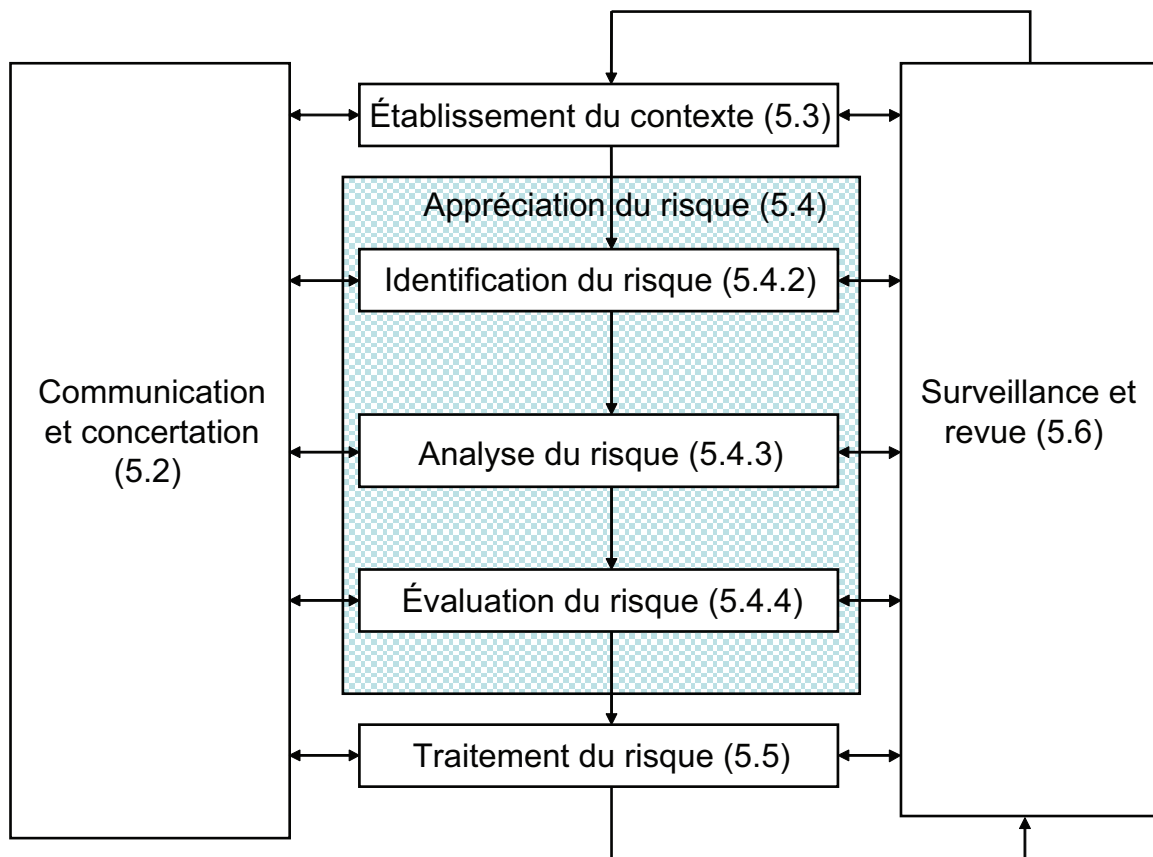 Établissement du contexte (5.3)
Appréciation du risque (5.4)
Identification du risque (5.4.2)
Communication
et concertation
(5.2)
Analyse du risque (5.4.3)
Surveillance et
revue (5.6)
Évaluation du risque (5.4.4)
Traitement du risque (5.5)